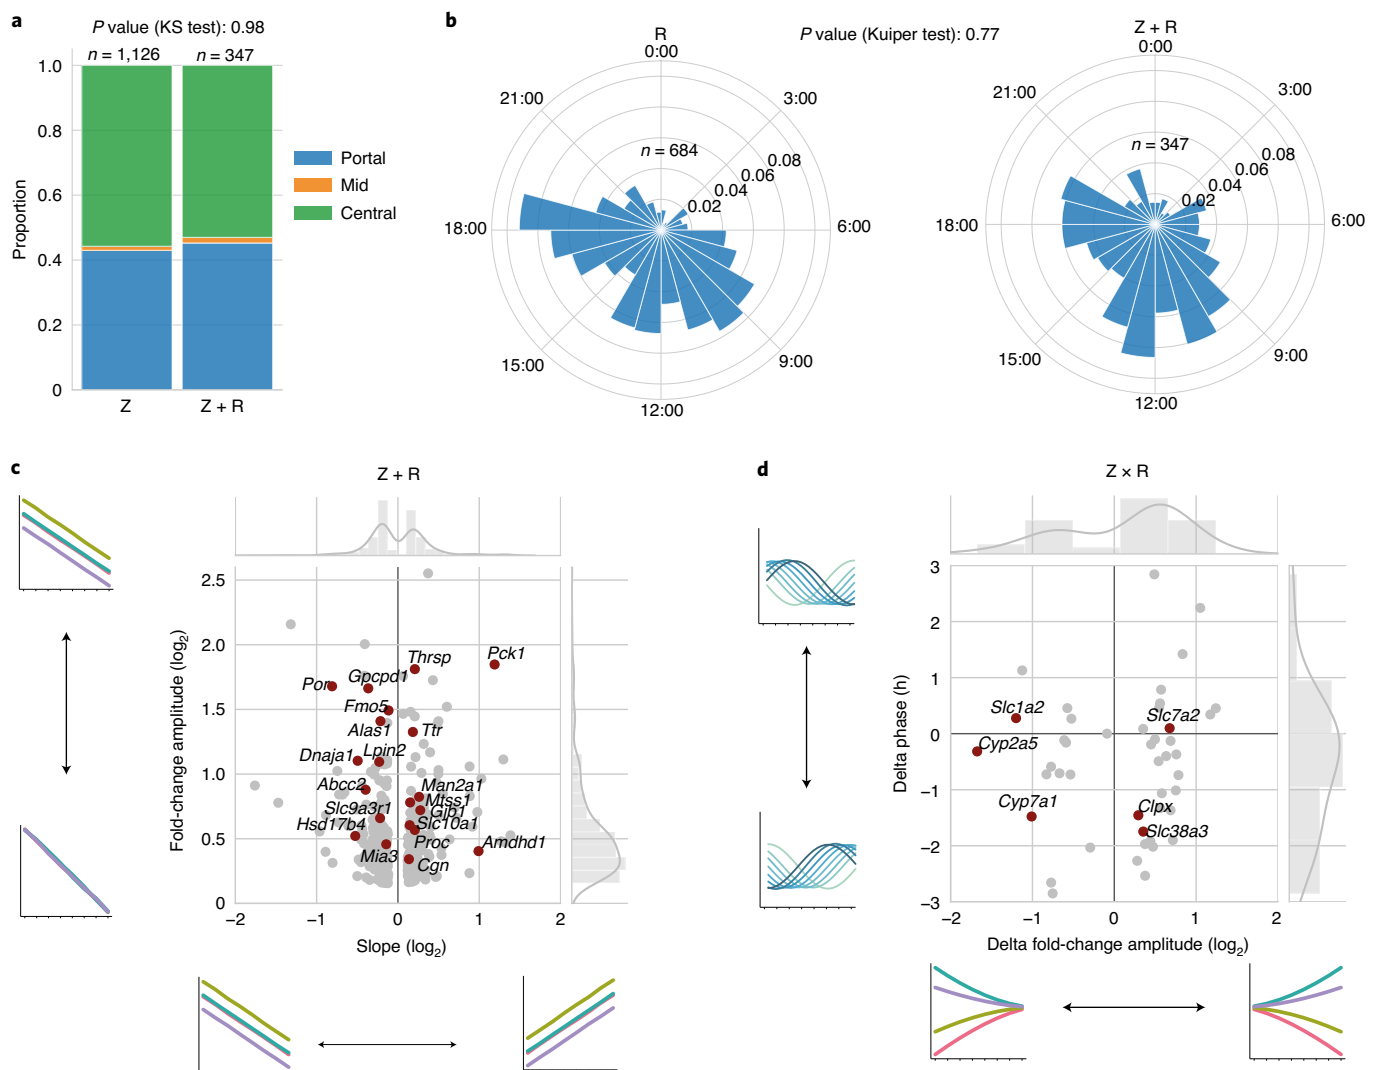 a
P value (KS test): 0.98
n = 1,126
n = 347
1.0
0.8
0.6
0.4
0.2
0
Proportion
Z
Z + R
Portal
Mid
Central
b
P value (Kuiper test): 0.77
R
0:00
3:00
6:00
9:00
12:00
15:00
18:00
21:00
n = 684
0.02
0.04
0.06
0.08
Z + R
0:00
3:00
6:00
9:00
12:00
15:00
18:00
21:00
n = 347
0.02
0.04
0.06
0.08
c
Z + R
Fold-change amplitude (log2)
2.5
2.0
1.5
1.0
0.5
0
−2
−1
0
1
2
Slope (log2)
Thrsp
Pck1
Gpcpd1
Por
Fmo5
Alas1
Ttr
Dnaja1
Lpin2
Abcc2
Man2a1
Mtss1
Slc9a3r1
Gjb1
Hsd17b4
Slc10a1
Proc
Amdhd1
Mia3
Cgn
d
Z × R
Delta phase (h)
3
2
1
0
−1
−2
−3
−2
−1
0
1
2
Delta fold-change amplitude (log2)
Slc1a2
Slc7a2
Cyp2a5
Cyp7a1
Clpx
Slc38a3